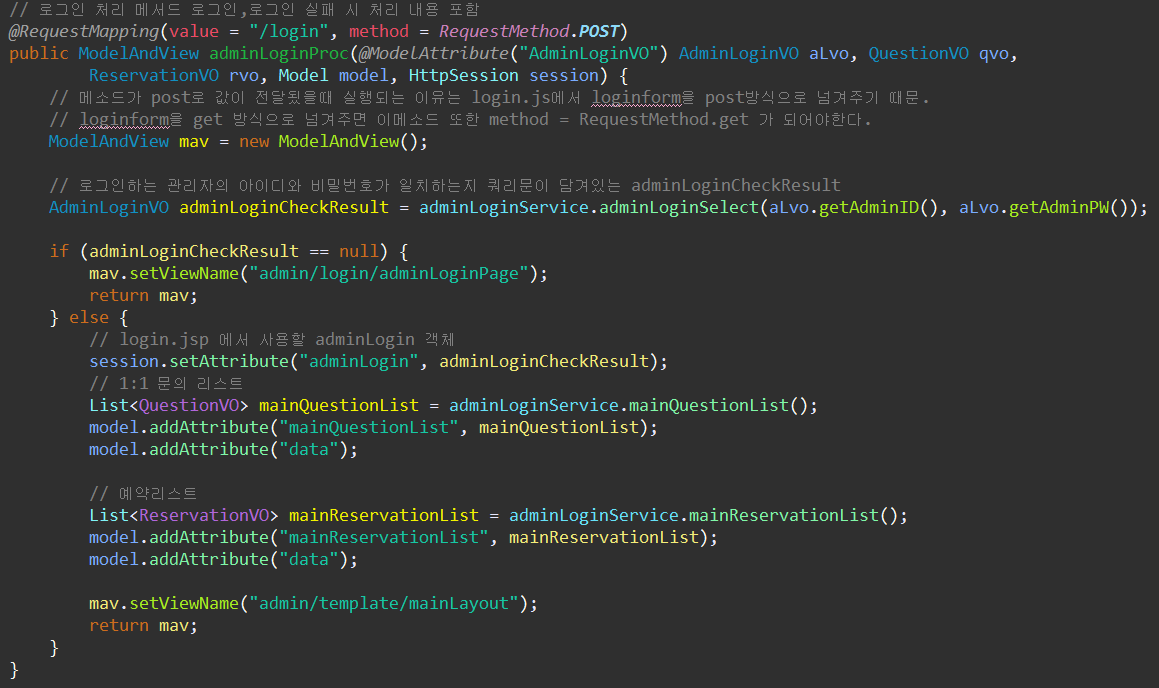 // 로그인 처리 메서드 로그인,로그인 실패 시 처리 내용 포함
@RequestMapping(value = "/login", method = RequestMethod.POST)
public ModelAndView adminLoginProc(@ModelAttribute("AdminLoginVO") AdminLoginVO aLvo, QuestionVO qvo,
ReservationVO rvo, Model model, HttpSession session) {
// 메소드가 post로 값이 전달됬을때 실행되는 이유는 login.js에서 loginform을 post방식으로 넘겨주기 때문.
// loginform을 get 방식으로 넘겨주면 이메소드 또한 method = RequestMethod.get 가 되어야한다.
ModelAndView mav = new ModelAndView();
// 로그인하는 관리자의 아이디와 비밀번호가 일치하는지 쿼리문이 담겨있는 adminLoginCheckResult
AdminLoginVO adminLoginCheckResult = adminLoginService.adminLoginSelect(aLvo.getAdminID(), aLvo.getAdminPW());
if (adminLoginCheckResult == null) {
mav.setViewName("admin/login/adminLoginPage");
return mav;
} else {
// login.jsp 에서 사용할 adminLogin 객체
session.setAttribute("adminLogin", adminLoginCheckResult);
// 1:1 문의 리스트
List<QuestionVO> mainQuestionList = adminLoginService.mainQuestionList();
model.addAttribute("mainQuestionList", mainQuestionList);
model.addAttribute("data");
// 예약리스트
List<ReservationVO> mainReservationList = adminLoginService.mainReservationList();
model.addAttribute("mainReservationList", mainReservationList);
model.addAttribute("data");
mav.setViewName("admin/template/mainLayout");
return mav;
}
}